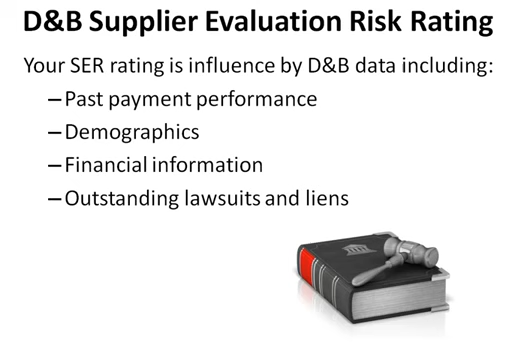 D&B Supplier Evaluation Risk Rating
Your SER rating is influence by D&B data including:
–Past payment performance
–Demographics
–Financial information
–Outstanding lawsuits and liens